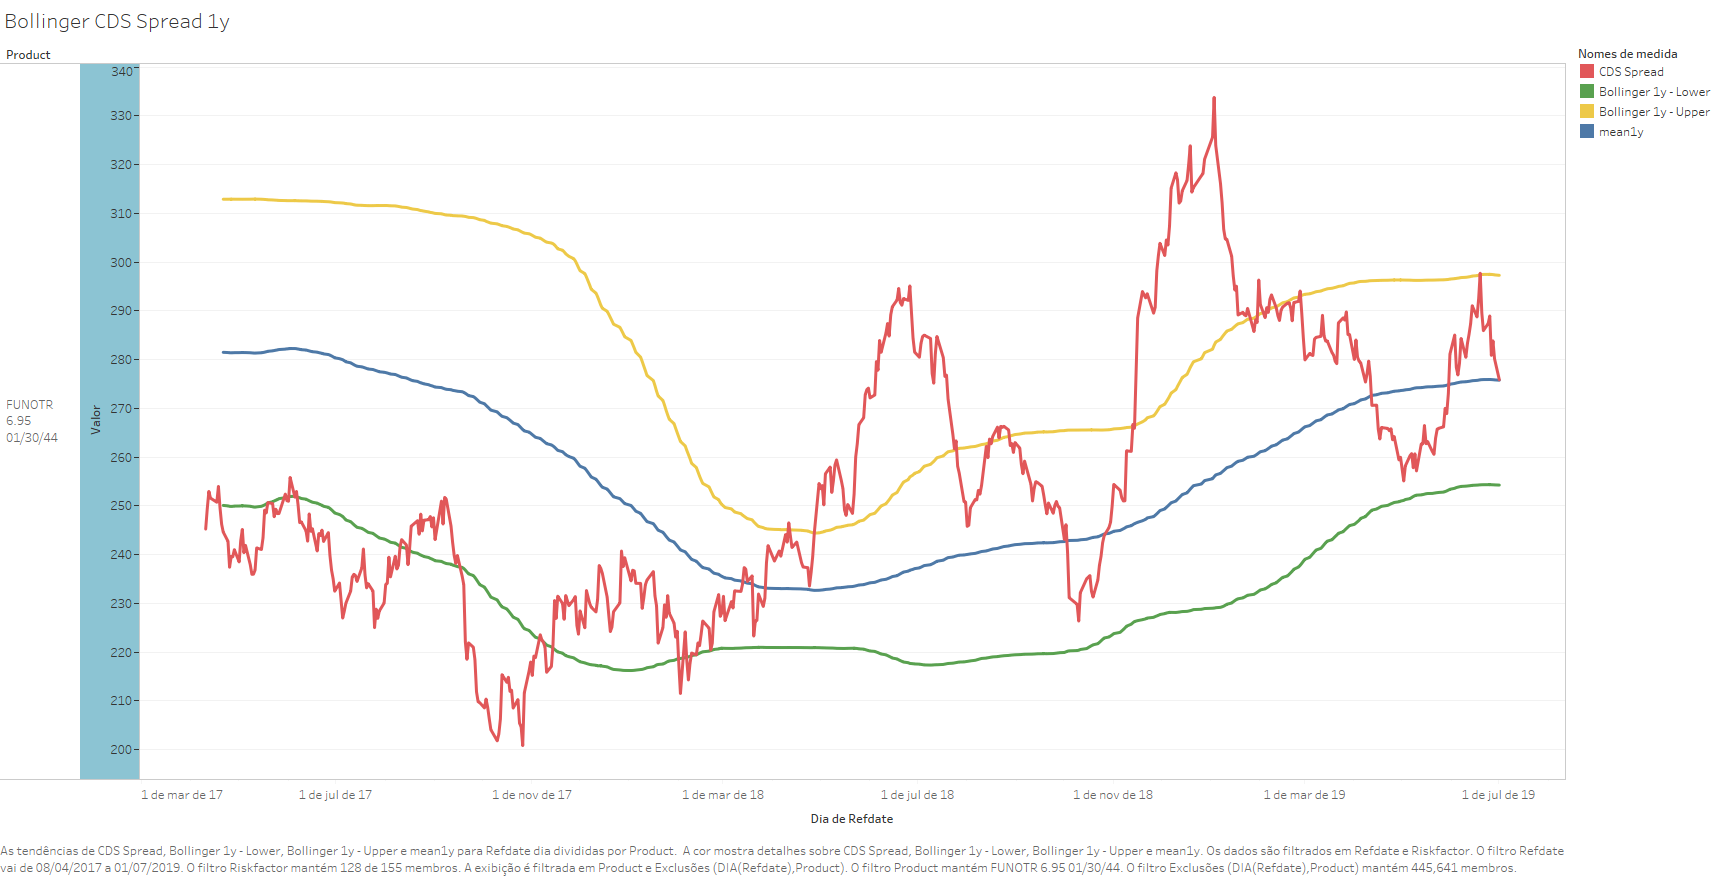 Bollinger CDS Spread 1y
Product
Nomes de medida
CDS Spread
Bollinger 1y - Lower
Bollinger 1y - Upper
mean1y
340
330
320
310
300
290
280
270
260
250
240
230
220
210
200
Valor
FUNOTR
6.95
01/30/44
1 de mar de 17
1 de jul de 17
1 de nov de 17
1 de mar de 18
1 de jul de 18
1 de nov de 18
1 de mar de 19
1 de jul de 19
Dia de Refdate
As tendências de CDS Spread, Bollinger 1y - Lower, Bollinger 1y - Upper e mean1y para Refdate dia divididas por Product.  A cor mostra detalhes sobre CDS Spread, Bollinger 1y - Lower, Bollinger 1y - Upper e mean1y. Os dados são filtrados em Refdate e Riskfactor. O filtro Refdate
vai de 08/04/2017 a 01/07/2019. O filtro Riskfactor mantém 128 de 155 membros. A exibição é filtrada em Product e Exclusões (DIA(Refdate),Product). O filtro Product mantém FUNOTR 6.95 01/30/44. O filtro Exclusões (DIA(Refdate),Product) mantém 445,641 membros.